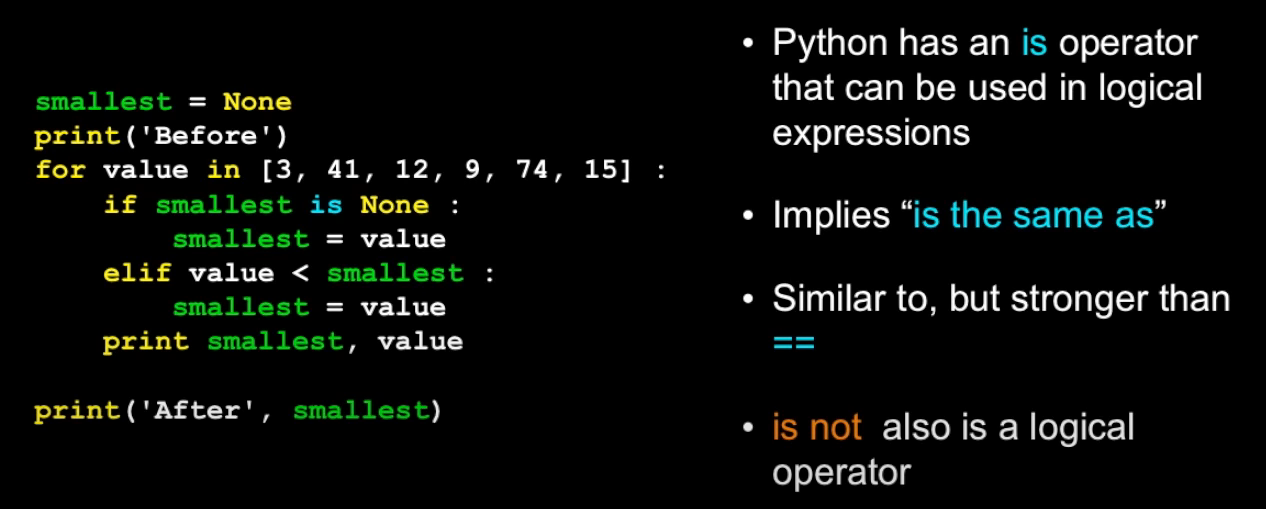 smallest = None
print('Before')
for value in [3, 41, 12, 9, 74, 15] :
    if smallest is None :
        smallest = value
    elif value < smallest :
        smallest = value
    print smallest, value
print('After', smallest)
• Python has an is operator
that can be used in logical
expressions
• Implies “is the same as”
• Similar to, but stronger than
==
• is not  also is a logical
operator